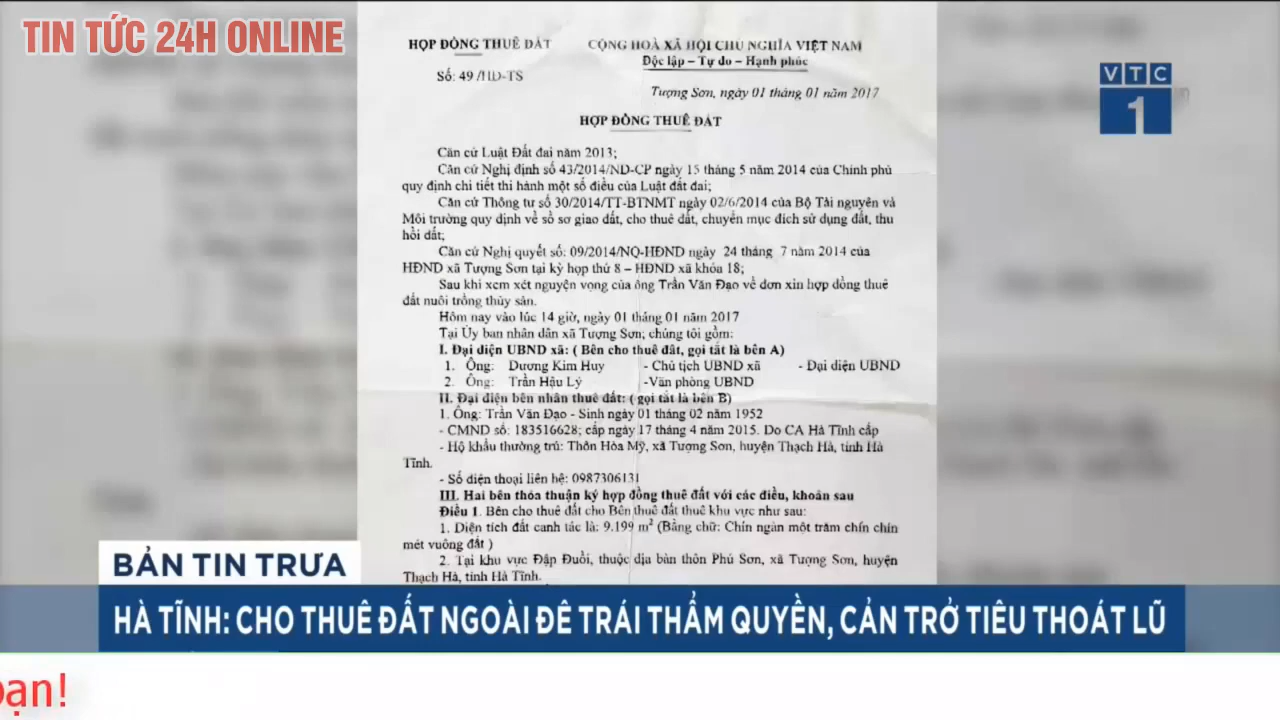 TIN TỨC 24H ONLINE
VTC
1
HỢP ĐỒNG THUÊ ĐẤT
CỘNG HOÀ XÃ HỘI CHỦ NGHĨA VIỆT NAM
Độc lập – Tự do – Hạnh phúc
Số: 49 /HĐ-TS
Tượng Sơn, ngày 01 tháng 01 năm 2017
HỢP ĐỒNG THUÊ ĐẤT
Căn cứ Luật Đất đai năm 2013;
Căn cứ Nghị định số 43/2014/NĐ-CP ngày 15 tháng 5 năm 2014 của Chính phủ
quy định chi tiết thi hành một số điều của Luật đất đai;
Căn cứ Thông tư số 30/2014/TT-BTNMT ngày 02/6/2014 của Bộ Tài nguyên và
Môi trường quy định về sồ sơ giao đất, cho thuê đất, chuyển mục đích sử dụng đất, thu
hồi đất;
Căn cứ Nghị quyết số: 09/2014/NQ-HĐND ngày 24 tháng 7 năm 2014 của
HĐND xã Tượng Sơn tại kỳ họp thứ 8 – HĐND xã khóa 18;
Sau khi xem xét nguyện vọng của ông Trần Văn Đạo về đơn xin hợp đồng thuê
đất nuôi trồng thủy sản.
Hôm nay vào lúc 14 giờ, ngày 01 tháng 01 năm 2017
Tại Ủy ban nhân dân xã Tượng Sơn; chúng tôi gồm:
I. Đại diện UBND xã: ( Bên cho thuê đất, gọi tắt là bên A)
1. Ông: Dương Kim Huy - Chủ tịch UBND xã - Đại diện UBND
2. Ông: Trần Hậu Lý -Văn phòng UBND
II. Đại diện bên nhân thuê đất: ( gọi tắt là bên B)
1. Ông: Trần Văn Đạo - Sinh ngày 01 tháng 02 năm 1952
- CMND số: 183516628; cấp ngày 17 tháng 4 năm 2015. Do CA Hà Tĩnh cấp
- Hộ khẩu thường trú: Thôn Hòa Mỹ, xã Tượng Sơn, huyện Thạch Hà, tỉnh Hà
Tĩnh.
- Số điện thoại liên hệ: 0987306131
III. Hai bên thỏa thuận ký hợp đồng thuê đất với các điều, khoản sau
Điều 1. Bên cho thuê đất cho Bên thuê đất thuê khu vực như sau:
1. Diện tích đất canh tác là: 9.199 m² (Bằng chữ: Chín ngàn một trăm chín chín
mét vuông đất )
2. Tại khu vực Đập Đuồi, thuộc địa bàn thôn Phú Sơn, xã Tượng Sơn, huyện
Thạch Hà, tỉnh Hà Tĩnh.
BẢN TIN TRƯA
HÀ TĨNH: CHO THUÊ ĐẤT NGOÀI ĐÊ TRÁI THẨM QUYỀN, CẢN TRỞ TIÊU THOÁT LŨ
bạn!